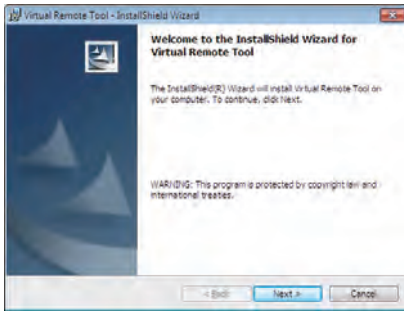 Virtual Remote Tool - InstallShield Wizard
Welcome to the InstallShield Wizard for
Virtual Remote Tool
The InstallShield(R) Wizard will install Virtual Remote Tool on
your computer. To continue, click Next.
WARNING: This program is protected by copyright law and
international treaties.
< Back
Next >
Cancel